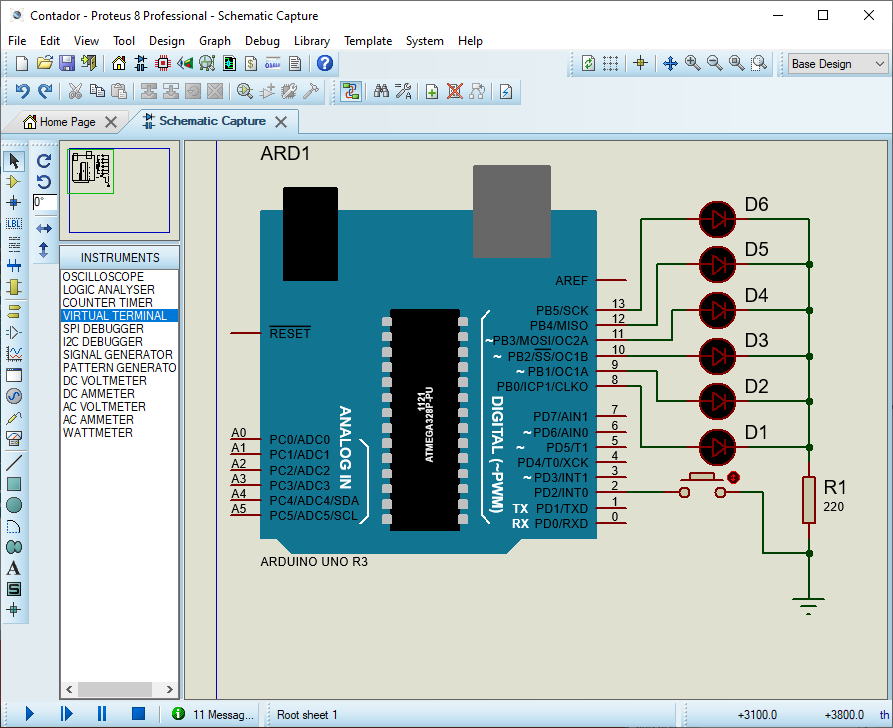 Contador - Proteus 8 Professional - Schematic Capture
File Edit View Tool Design Graph Debug Library Template System Help
Base Design
Home Page
Schematic Capture
0°
LBL
INSTRUMENTS
OSCILLOSCOPE
LOGIC ANALYSER
COUNTER TIMER
VIRTUAL TERMINAL
SPI DEBUGGER
I2C DEBUGGER
SIGNAL GENERATOR
PATTERN GENERATO
DC VOLTMETER
DC AMMETER
AC VOLTMETER
AC AMMETER
WATTMETER
A
S
ARD1
RESET
A0 PC0/ADC0
A1 PC1/ADC1
A2 PC2/ADC2
A3 PC3/ADC3
A4 PC4/ADC4/SDA
A5 PC5/ADC5/SCL
ANALOG IN
1121
ATMEGA328P-PU
DIGITAL (~PWM)
AREF
PB5/SCK 13
PB4/MISO 12
~PB3/MOSI/OC2A 11
~ PB2/SS/OC1B 10
~ PB1/OC1A 9
PB0/ICP1/CLKO 8
PD7/AIN1 7
~ PD6/AIN0 6
~ PD5/T1 5
PD4/T0/XCK 4
~ PD3/INT1 3
PD2/INT0 2
TX PD1/TXD 1
RX PD0/RXD 0
ARDUINO UNO R3
D6
D5
D4
D3
D2
D1
R1
220
11 Messag...
Root sheet 1
+3100.0
+3800.0
th